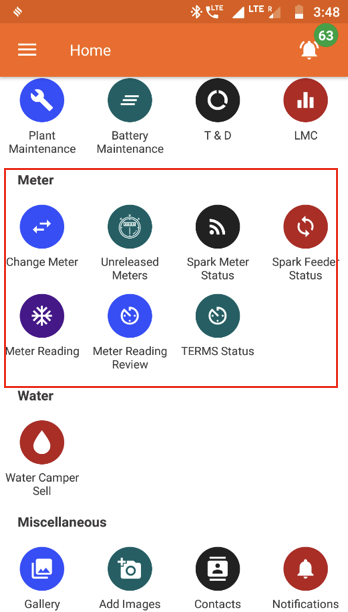 LTE LTE R 3:48
Home 63
Plant Maintenance
Battery Maintenance
T & D
LMC
Meter
Change Meter
Unreleased Meters
Spark Meter Status
Spark Feeder Status
Meter Reading
Meter Reading Review
TERMS Status
Water
Water Camper Sell
Miscellaneous
Gallery
Add Images
Contacts
Notifications